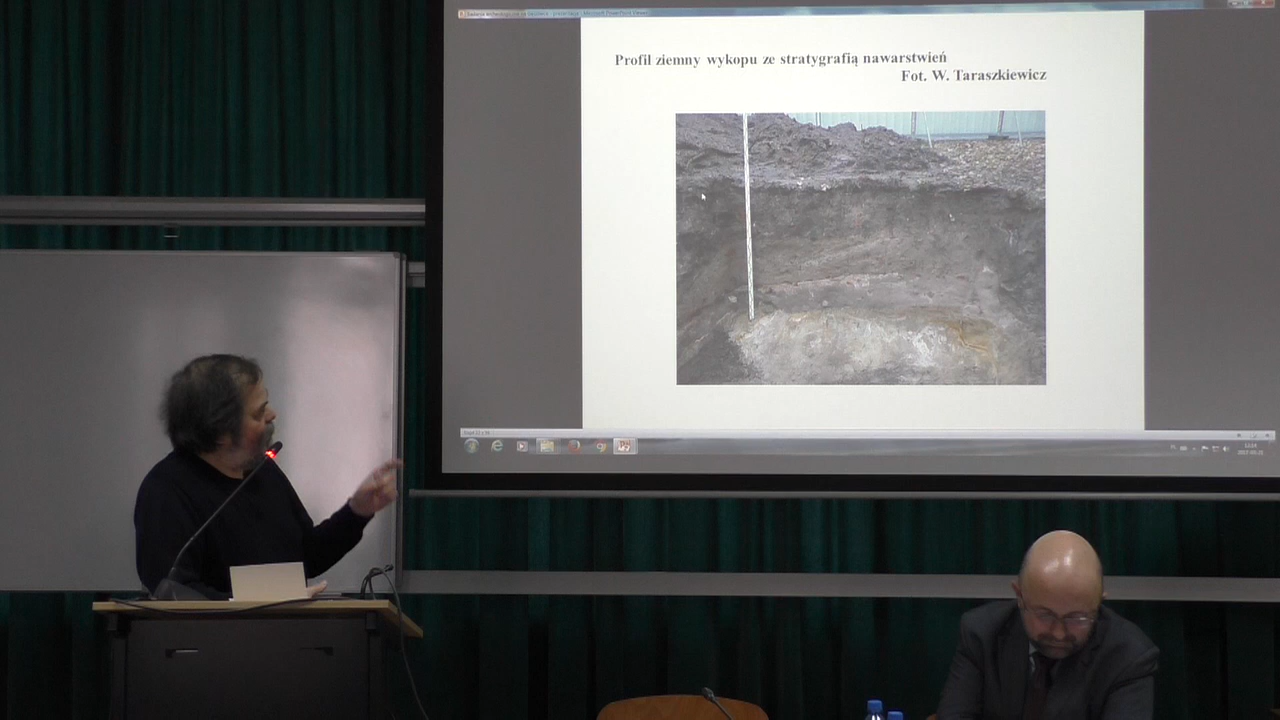 Profil ziemny wykopu ze stratygrafią nawarstwień
Fot. W. Taraszkiewicz